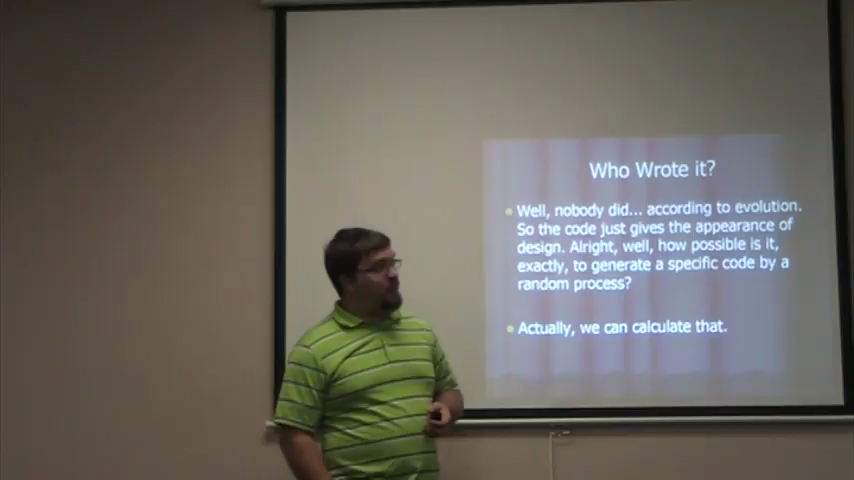 Who Wrote it?
Well, nobody did... according to evolution.
So the code just gives the appearance of
design. Alright, well, how possible is it,
exactly, to generate a specific code by a
random process?
Actually, we can calculate that.